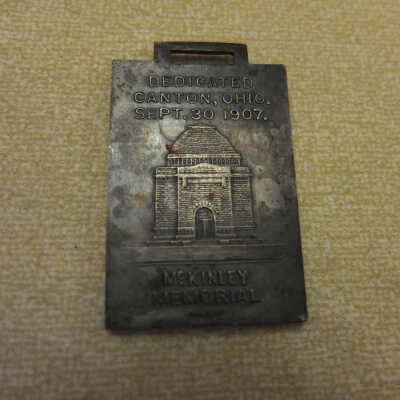 DEDICATED
CANTON, OHIO.
SEPT. 30 1907.
McKINLEY
MEMORIAL